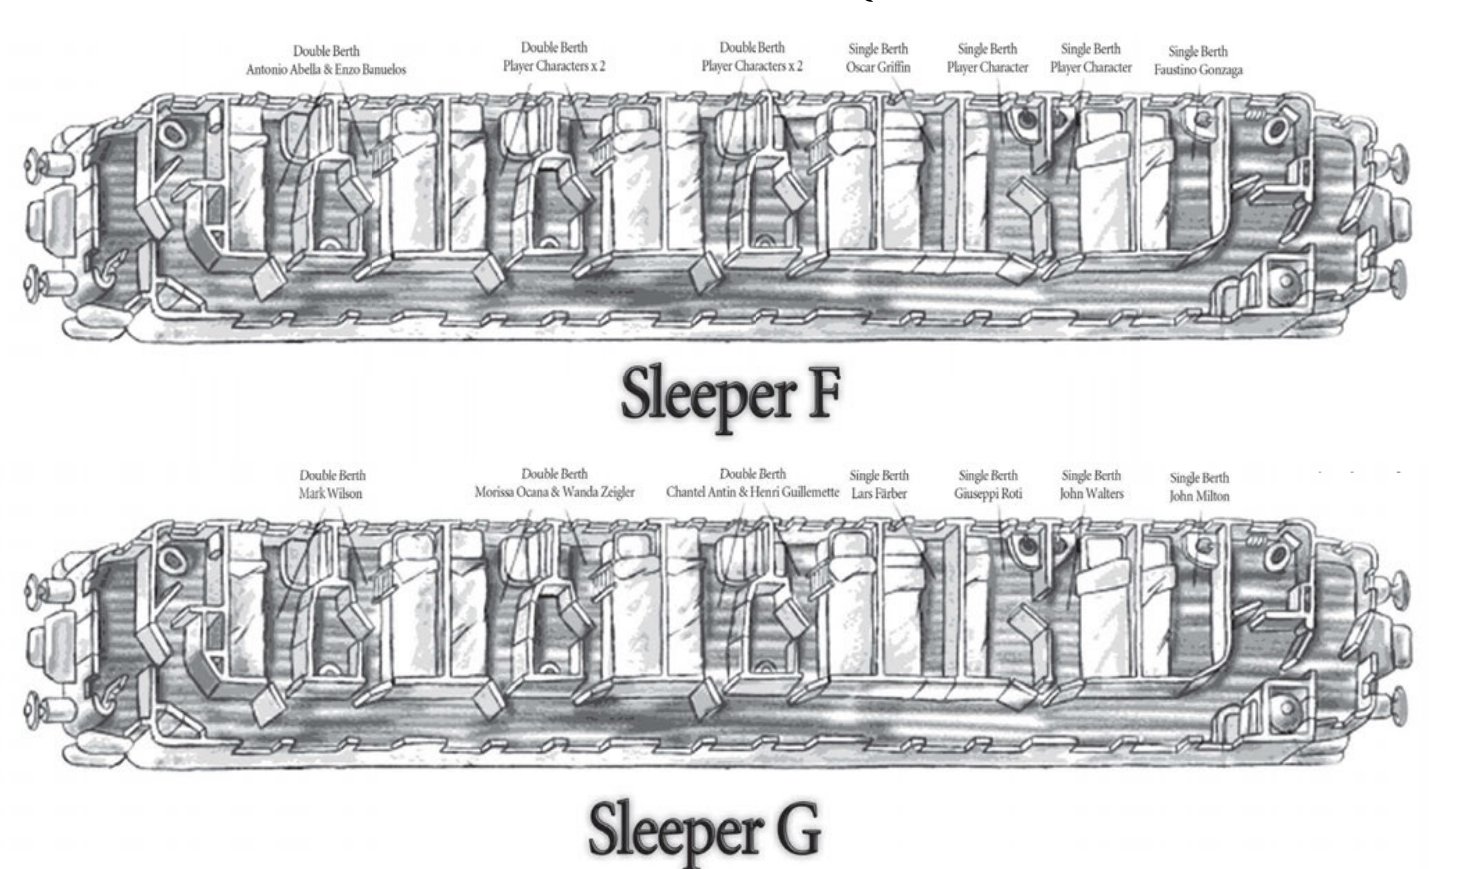 Double Berth
Antonio Abella & Enzo Banuelos
Double Berth
Player Characters x 2
Double Berth
Player Characters x 2
Single Berth
Oscar Griffin
Single Berth
Player Character
Single Berth
Player Character
Single Berth
Faustino Gonzaga
Sleeper F
Double Berth
Mark Wilson
Double Berth
Morissa Ocana & Wanda Zeigler
Double Berth
Chantel Antin & Henri Guillemette
Single Berth
Lars Färber
Single Berth
Giuseppi Roti
Single Berth
John Walters
Single Berth
John Milton
Sleeper G